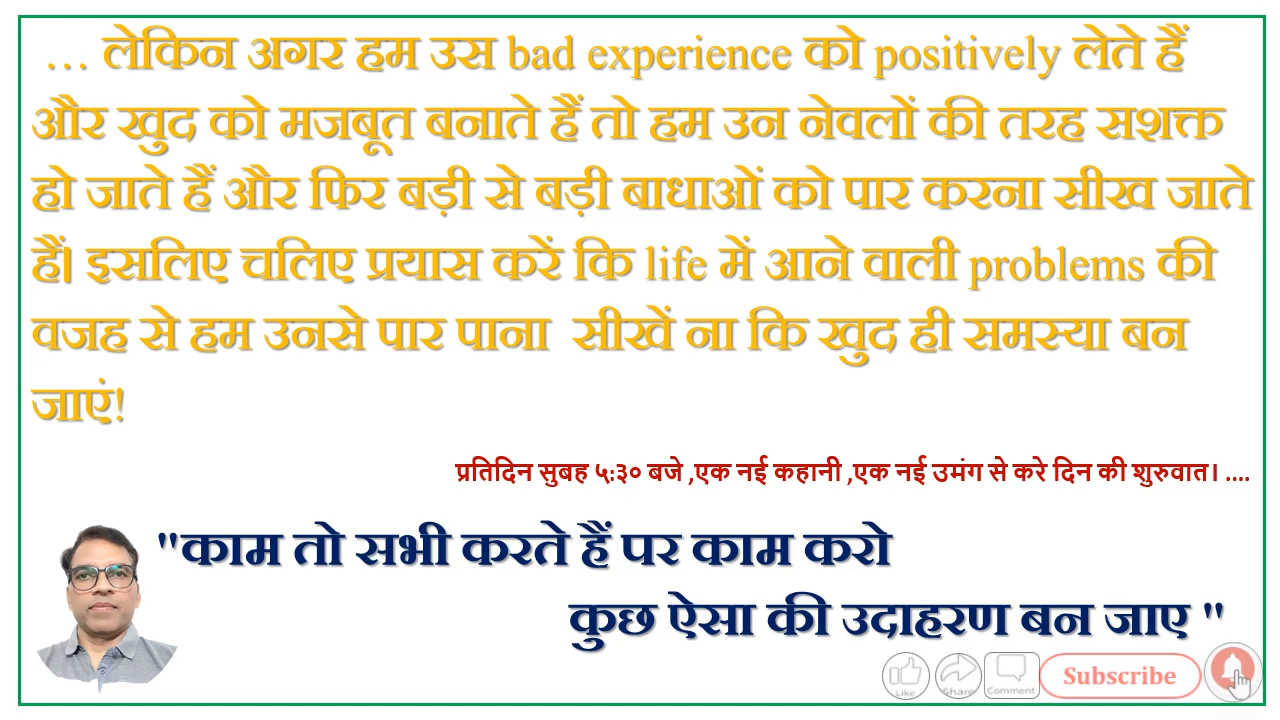 ... लेकिन अगर हम उस bad experience को positively लेते हैं
और खुद को मजबूत बनाते हैं तो हम उन नेवलों की तरह सशक्त
हो जाते हैं और फिर बड़ी से बड़ी बाधाओं को पार करना सीख जाते
हैं| इसलिए चलिए प्रयास करें कि life में आने वाली problems की
वजह से हम उनसे पार पाना सीखें ना कि खुद ही समस्या बन
जाएं!
प्रतिदिन सुबह ५:३० बजे ,एक नई कहानी ,एक नई उमंग से करे दिन की शुरुवात। ....
"काम तो सभी करते हैं पर काम करो
कुछ ऐसा की उदाहरण बन जाए "
Like Share Comment Subscribe